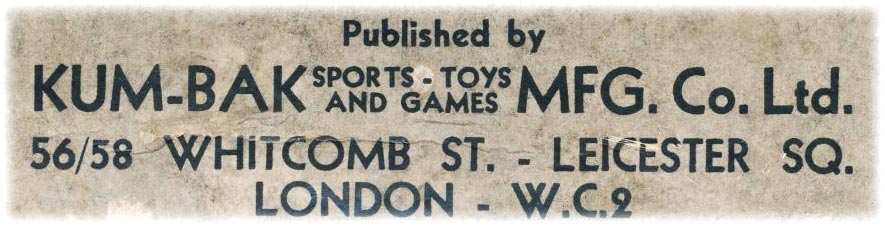 Published by
KUM-BAK SPORTS - TOYS AND GAMES MFG. Co. Ltd.
56/58 WHITCOMB ST. - LEICESTER SQ.
LONDON - W.C.2